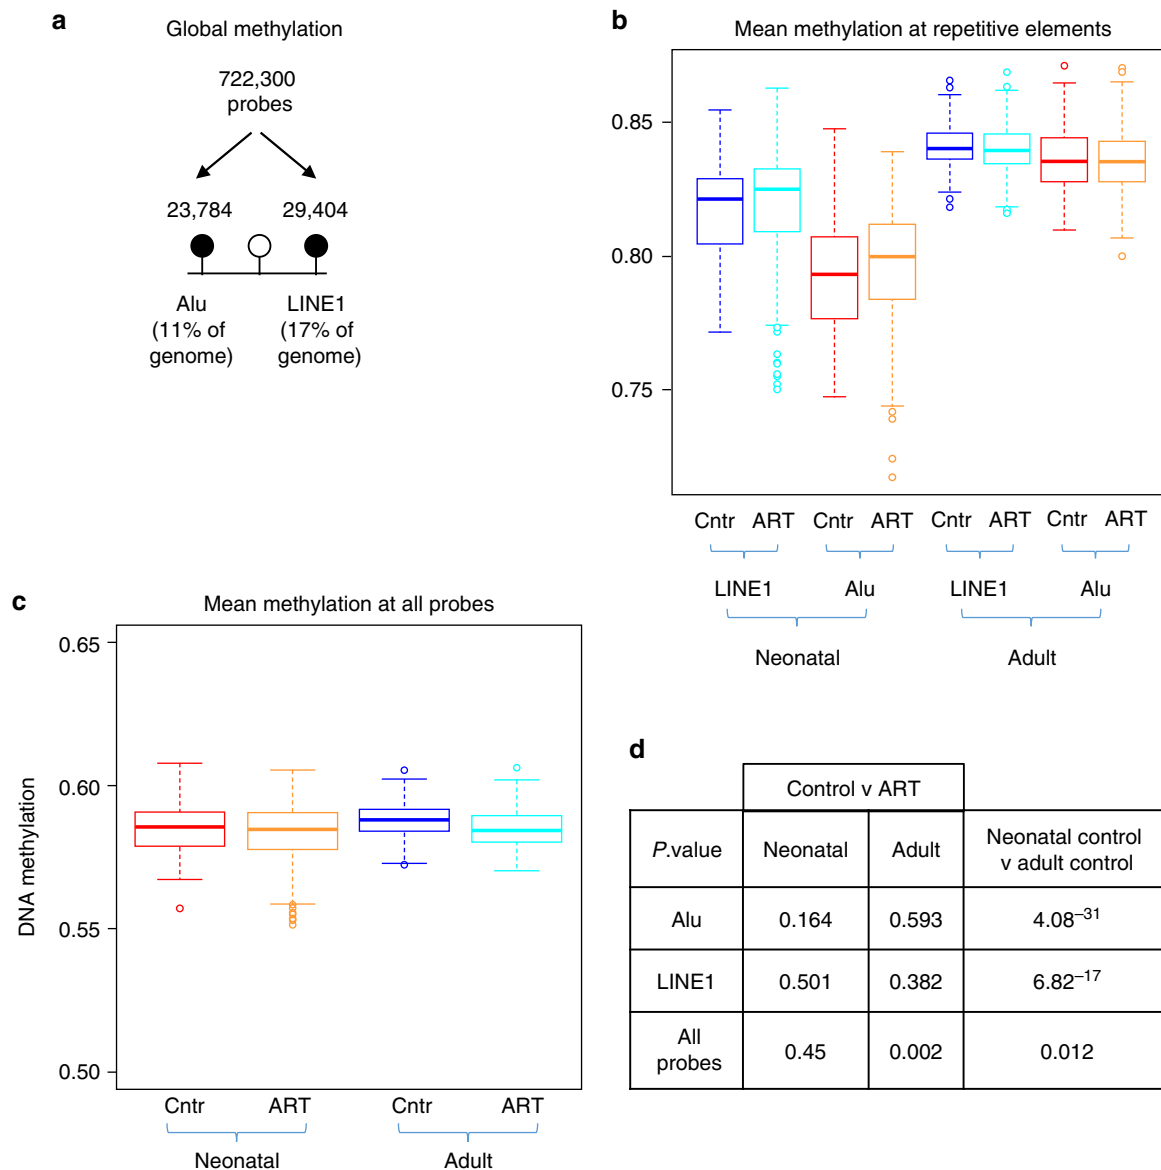 a
Global methylation
722,300
probes
23,784 29,404
Alu
(11% of
genome)
LINE1
(17% of
genome)
b
Mean methylation at repetitive elements
0.85
0.80
0.75
Cntr ART Cntr ART Cntr ART Cntr ART
LINE1 Alu LINE1 Alu
Neonatal Adult
c
Mean methylation at all probes
DNA methylation
0.65
0.60
0.55
0.50
Cntr ART Cntr ART
Neonatal Adult
d
Control v ART
P.value Neonatal Adult Neonatal control
v adult control
Alu 0.164 0.593 4.08⁻³¹
LINE1 0.501 0.382 6.82⁻¹⁷
All
probes 0.45 0.002 0.012